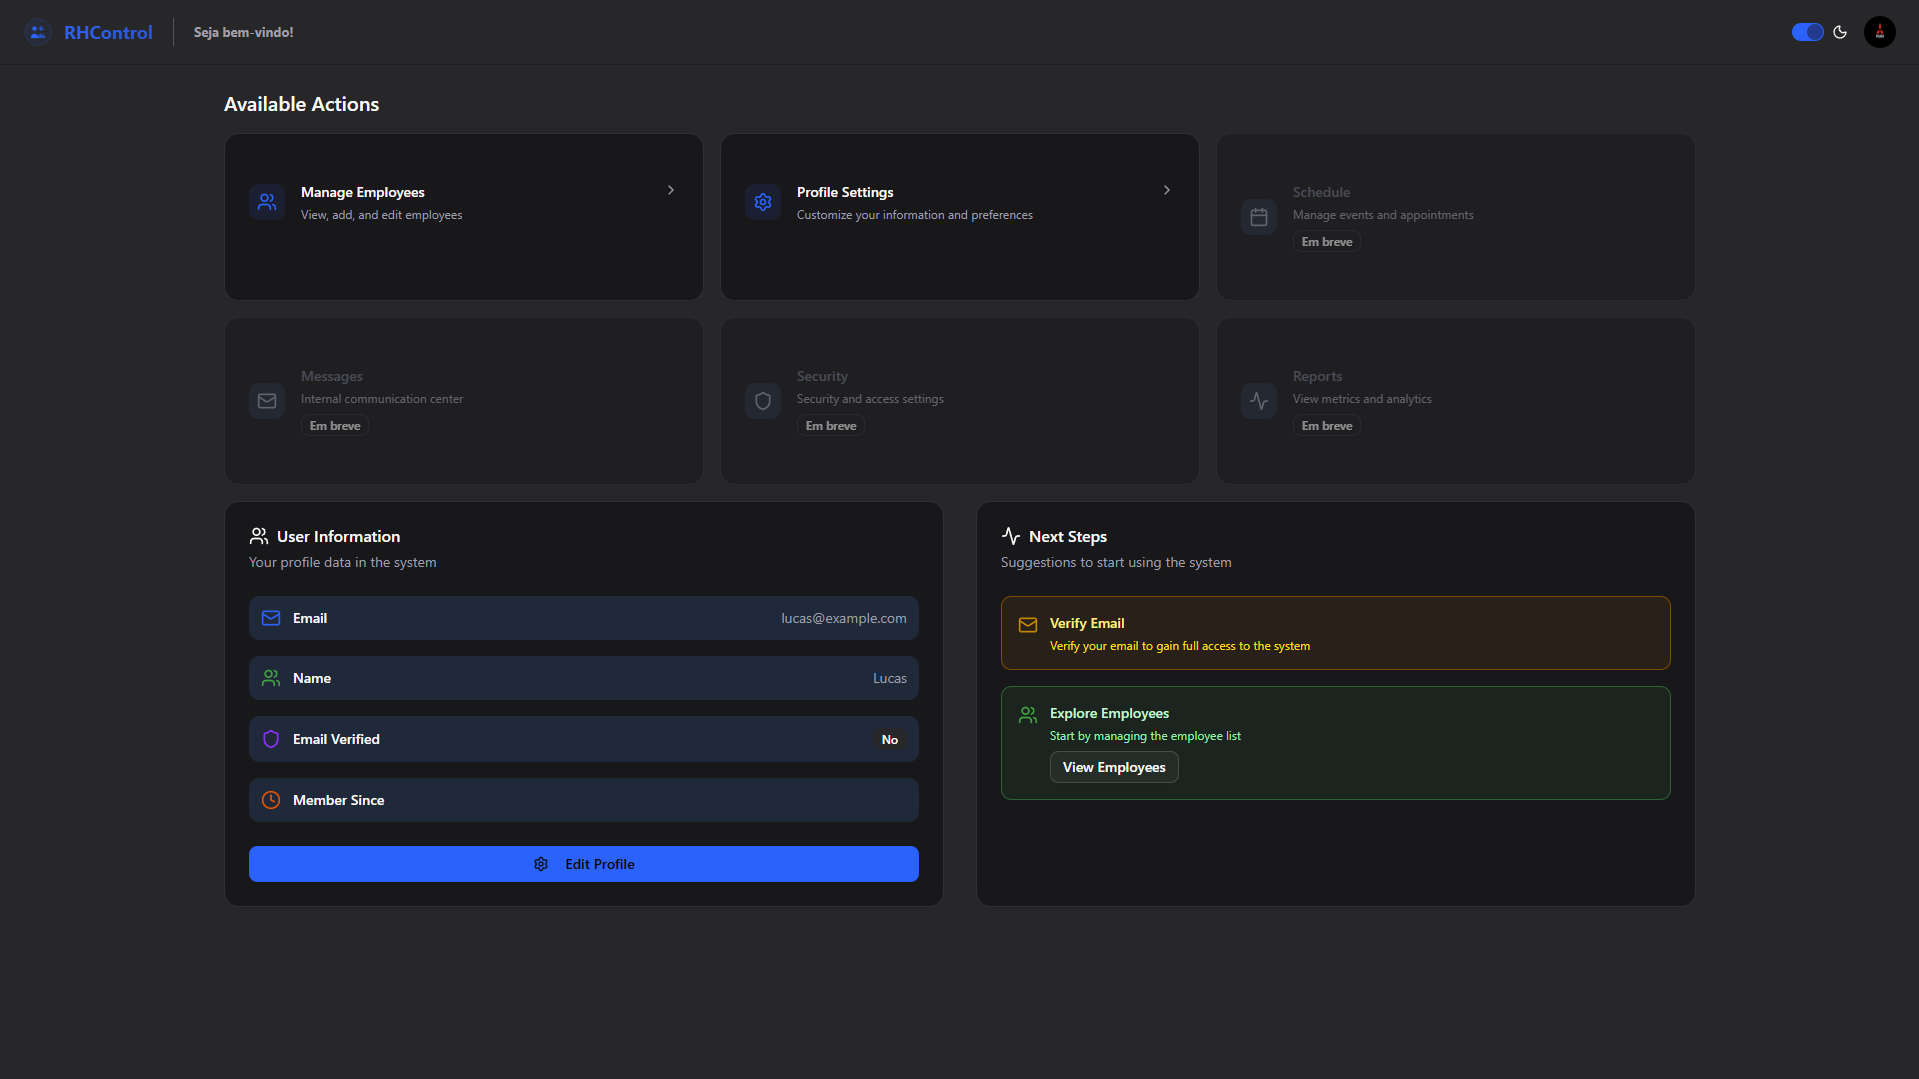 RHControl
Seja bem-vindo!
Available Actions
Manage Employees
View, add, and edit employees
Profile Settings
Customize your information and preferences
Schedule
Manage events and appointments
Em breve
Messages
Internal communication center
Em breve
Security
Security and access settings
Em breve
Reports
View metrics and analytics
Em breve
User Information
Your profile data in the system
Email
lucas@example.com
Name
Lucas
Email Verified
No
Member Since
Edit Profile
Next Steps
Suggestions to start using the system
Verify Email
Verify your email to gain full access to the system
Explore Employees
Start by managing the employee list
View Employees